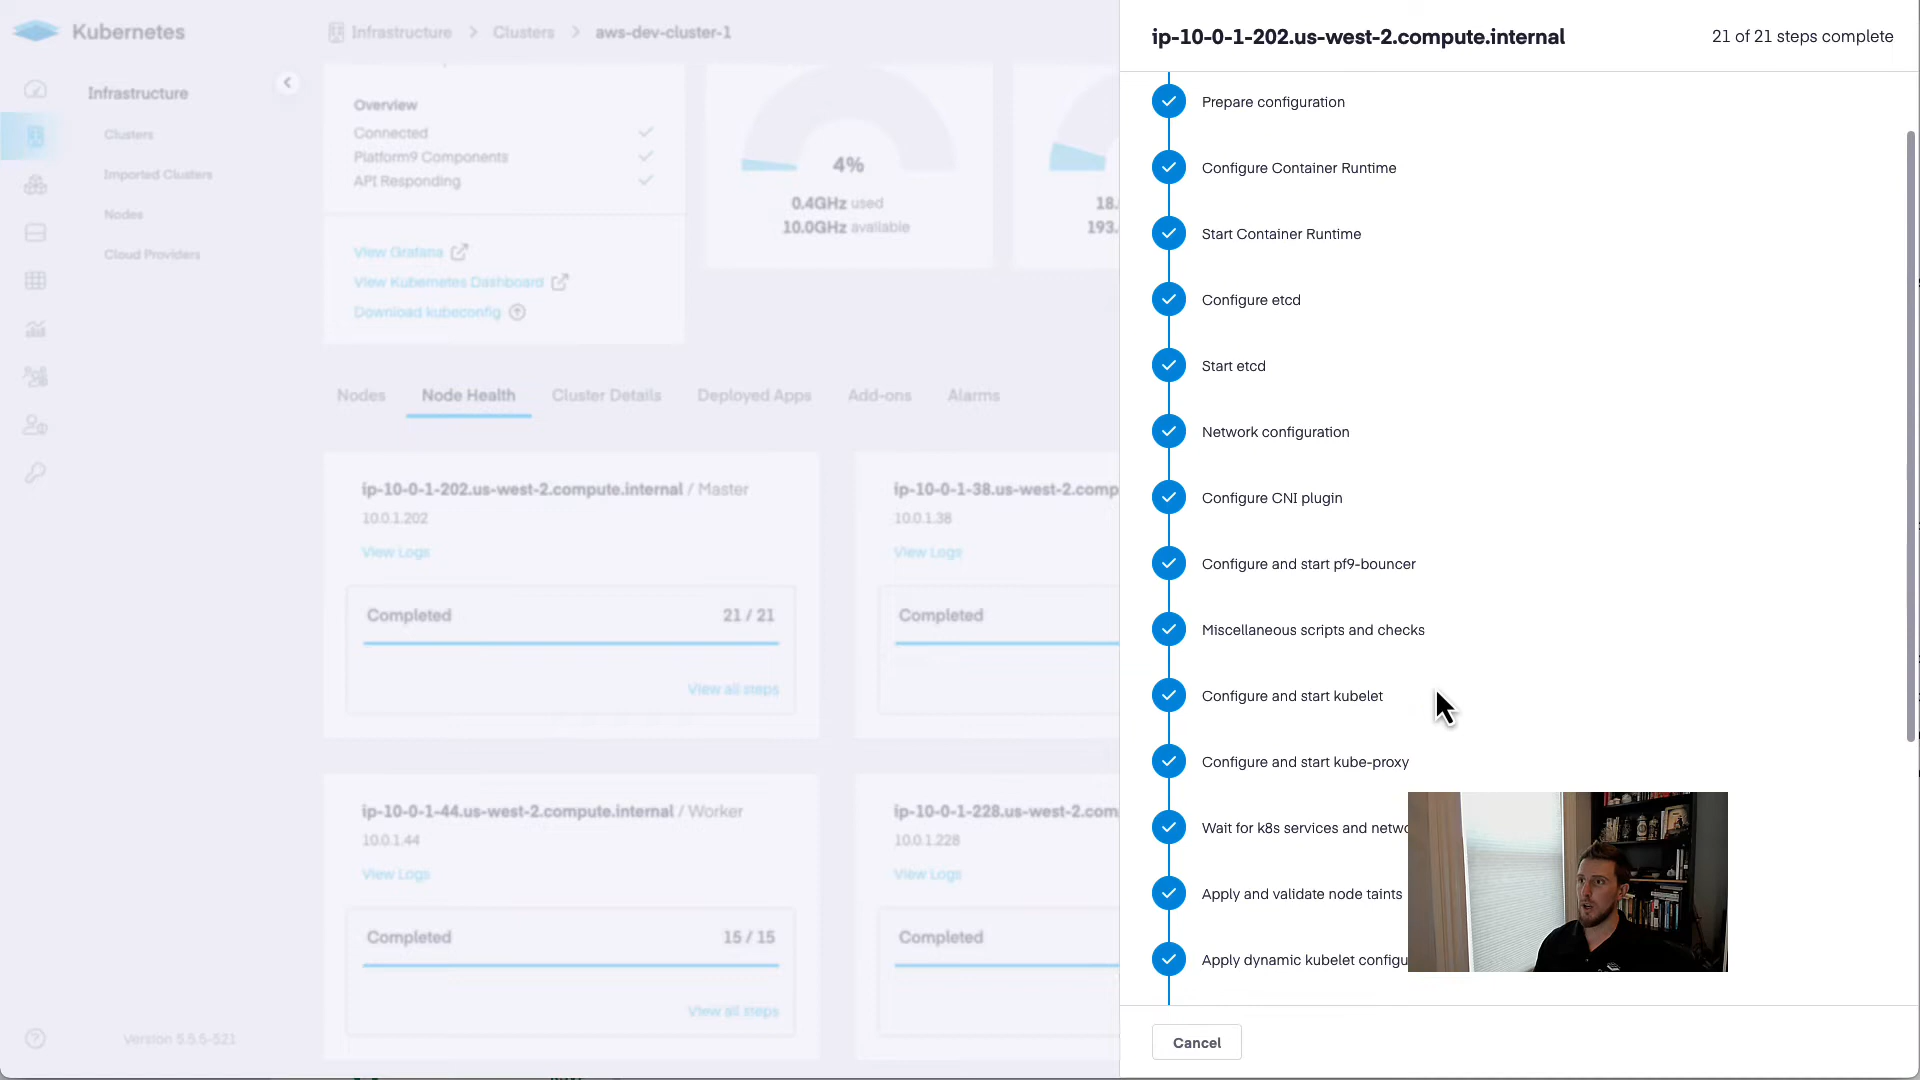 Kubernetes
Infrastructure
Clusters
aws-dev-cluster-1
Infrastructure
Clusters
Imported Clusters
Nodes
Cloud Providers
Version 5.5.5-521
Overview
Connected
Platform9 Components
API Responding
View Grafana
View Kubernetes Dashboard
Download kubeconfig
4%
0.4GHz used
10.0GHz available
18.
193.
Nodes
Node Health
Cluster Details
Deployed Apps
Add-ons
Alarms
ip-10-0-1-202.us-west-2.compute.internal / Master
10.0.1.202
View Logs
Completed
21 / 21
View all steps
ip-10-0-1-38.us-west-2.comp
10.0.1.38
View Logs
Completed
ip-10-0-1-44.us-west-2.compute.internal / Worker
10.0.1.44
View Logs
Completed
15 / 15
View all steps
ip-10-0-1-228.us-west-2.com
10.0.1.228
View Logs
Completed
ip-10-0-1-202.us-west-2.compute.internal
21 of 21 steps complete
Prepare configuration
Configure Container Runtime
Start Container Runtime
Configure etcd
Start etcd
Network configuration
Configure CNI plugin
Configure and start pf9-bouncer
Miscellaneous scripts and checks
Configure and start kubelet
Configure and start kube-proxy
Wait for k8s services and netwo
Apply and validate node taints
Apply dynamic kubelet configu
Cancel